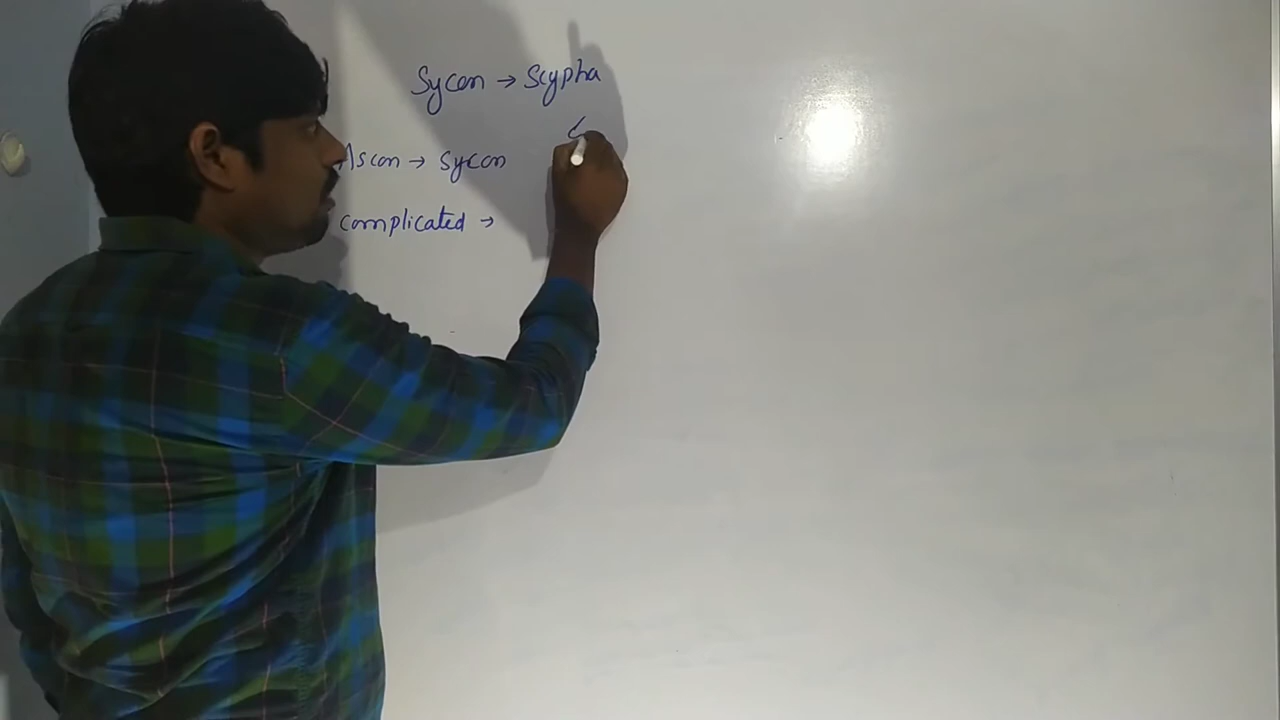 Sycon → Scypha
Ascon → Sycon
complicated →